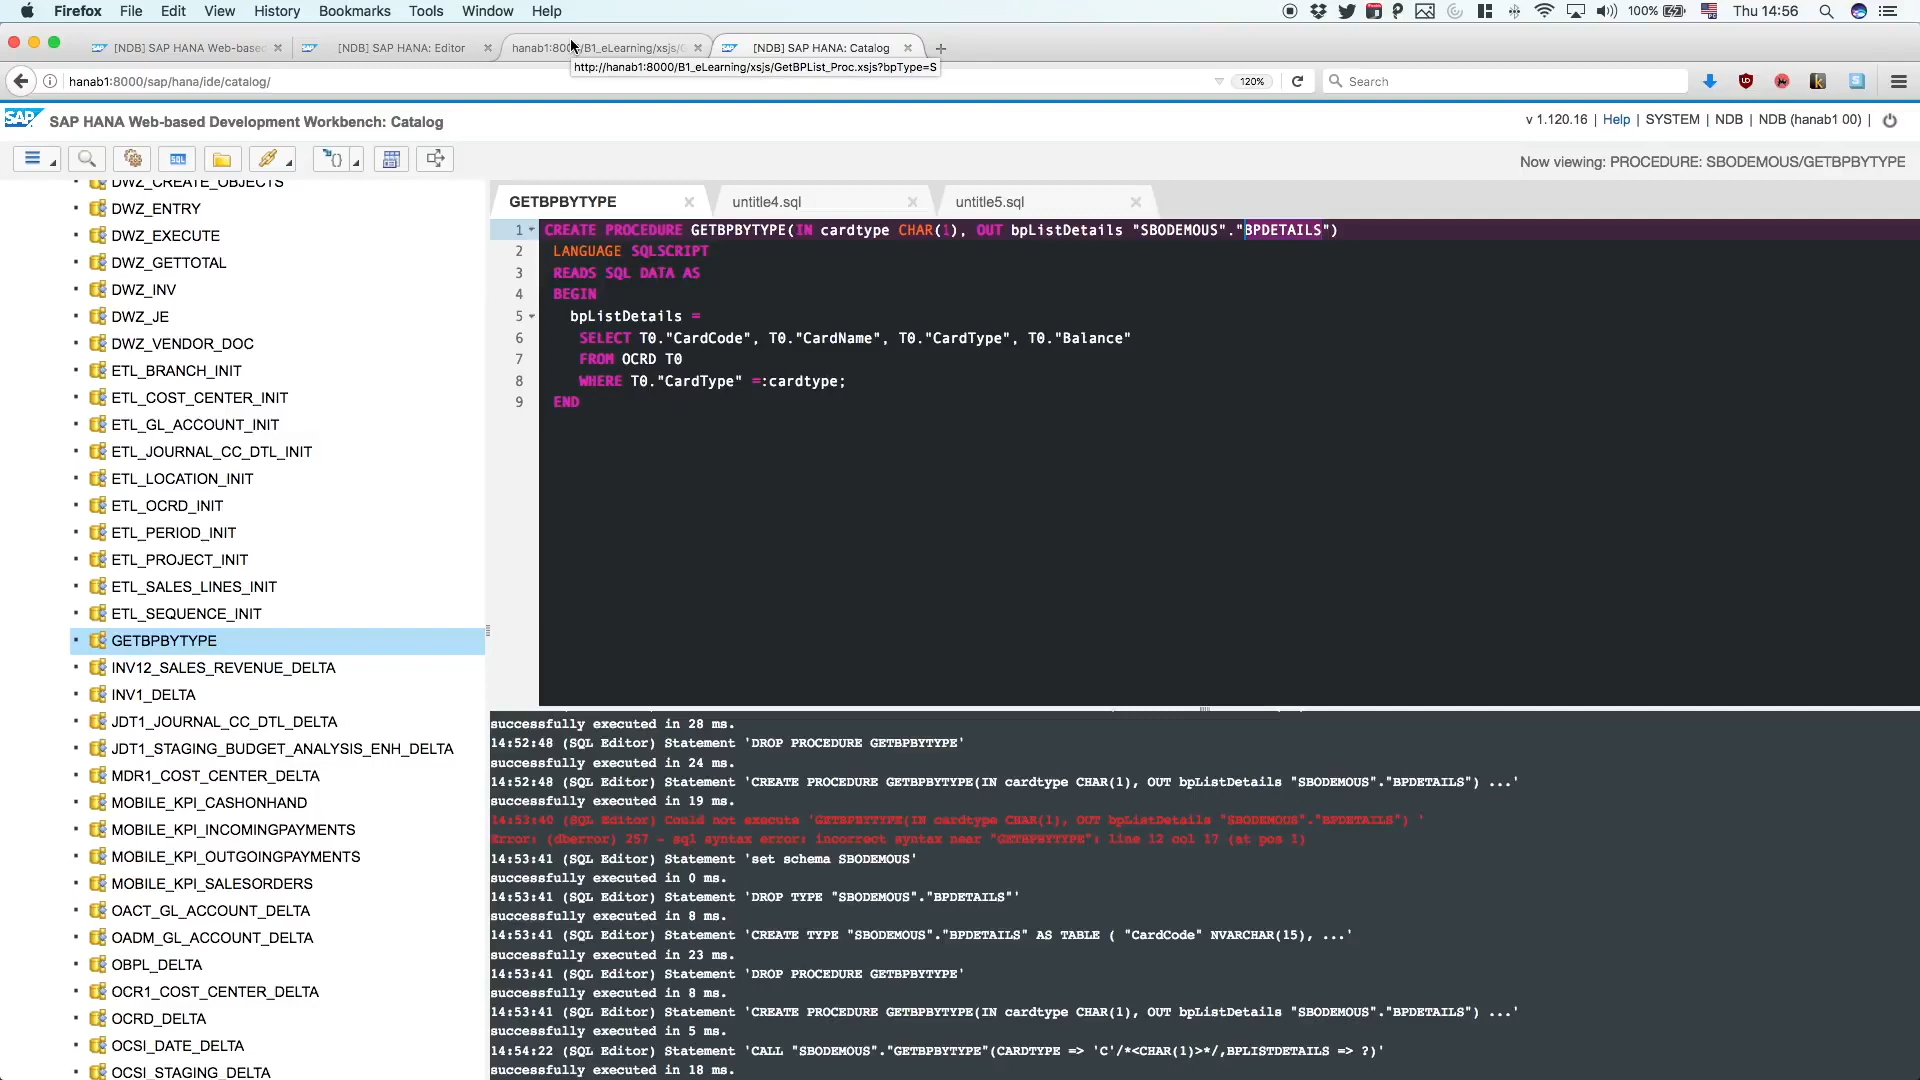 Firefox File Edit View History Bookmarks Tools Window Help 100% Thu 14:56
[NDB] SAP HANA Web-based [NDB] SAP HANA: Editor hanab1:8000/B1_eLearning/xsjs/G [NDB] SAP HANA: Catalog
http://hanab1:8000/B1_eLearning/xsjs/GetBPList_Proc.xsjs?bpType=S
hanab1:8000/sap/hana/ide/catalog/ 120% Search
SAP SAP HANA Web-based Development Workbench: Catalog v 1.120.16 | Help | SYSTEM | NDB | NDB (hanab1 00) |
SQL Now viewing: PROCEDURE: SBODEMOUS/GETBPBYTYPE
DWZ_CREATE_OBJECTS
DWZ_ENTRY
DWZ_EXECUTE
DWZ_GETTOTAL
DWZ_INV
DWZ_JE
DWZ_VENDOR_DOC
ETL_BRANCH_INIT
ETL_COST_CENTER_INIT
ETL_GL_ACCOUNT_INIT
ETL_JOURNAL_CC_DTL_INIT
ETL_LOCATION_INIT
ETL_OCRD_INIT
ETL_PERIOD_INIT
ETL_PROJECT_INIT
ETL_SALES_LINES_INIT
ETL_SEQUENCE_INIT
GETBPBYTYPE
INV12_SALES_REVENUE_DELTA
INV1_DELTA
JDT1_JOURNAL_CC_DTL_DELTA
JDT1_STAGING_BUDGET_ANALYSIS_ENH_DELTA
MDR1_COST_CENTER_DELTA
MOBILE_KPI_CASHONHAND
MOBILE_KPI_INCOMINGPAYMENTS
MOBILE_KPI_OUTGOINGPAYMENTS
MOBILE_KPI_SALESORDERS
OACT_GL_ACCOUNT_DELTA
OADM_GL_ACCOUNT_DELTA
OBPL_DELTA
OCR1_COST_CENTER_DELTA
OCRD_DELTA
OCSI_DATE_DELTA
OCSI_STAGING_DELTA
GETBPBYTYPE untitle4.sql untitle5.sql
1 CREATE PROCEDURE GETBPBYTYPE(IN cardtype CHAR(1), OUT bpListDetails "SBODEMOUS"."BPDETAILS")
2 LANGUAGE SQLSCRIPT
3 READS SQL DATA AS
4 BEGIN
5 bpListDetails =
6 SELECT T0."CardCode", T0."CardName", T0."CardType", T0."Balance"
7 FROM OCRD T0
8 WHERE T0."CardType" =:cardtype;
9 END
successfully executed in 28 ms.
14:52:48 (SQL Editor) Statement 'DROP PROCEDURE GETBPBYTYPE'
successfully executed in 24 ms.
14:52:48 (SQL Editor) Statement 'CREATE PROCEDURE GETBPBYTYPE(IN cardtype CHAR(1), OUT bpListDetails "SBODEMOUS"."BPDETAILS") ...'
successfully executed in 19 ms.
14:53:40 (SQL Editor) Could not execute 'GETBPBYTYPE(IN cardtype CHAR(1), OUT bpListDetails "SBODEMOUS"."BPDETAILS") '
Error: (dberror) 257 - sql syntax error: incorrect syntax near "GETBPBYTYPE": line 12 col 17 (at pos 1)
14:53:41 (SQL Editor) Statement 'set schema SBODEMOUS'
successfully executed in 0 ms.
14:53:41 (SQL Editor) Statement 'DROP TYPE "SBODEMOUS"."BPDETAILS"'
successfully executed in 8 ms.
14:53:41 (SQL Editor) Statement 'CREATE TYPE "SBODEMOUS"."BPDETAILS" AS TABLE ( "CardCode" NVARCHAR(15), ...'
successfully executed in 23 ms.
14:53:41 (SQL Editor) Statement 'DROP PROCEDURE GETBPBYTYPE'
successfully executed in 8 ms.
14:53:41 (SQL Editor) Statement 'CREATE PROCEDURE GETBPBYTYPE(IN cardtype CHAR(1), OUT bpListDetails "SBODEMOUS"."BPDETAILS") ...'
successfully executed in 5 ms.
14:54:22 (SQL Editor) Statement 'CALL "SBODEMOUS"."GETBPBYTYPE"(CARDTYPE => 'C'/*<CHAR(1)>*/,BPLISTDETAILS => ?)'
successfully executed in 18 ms.